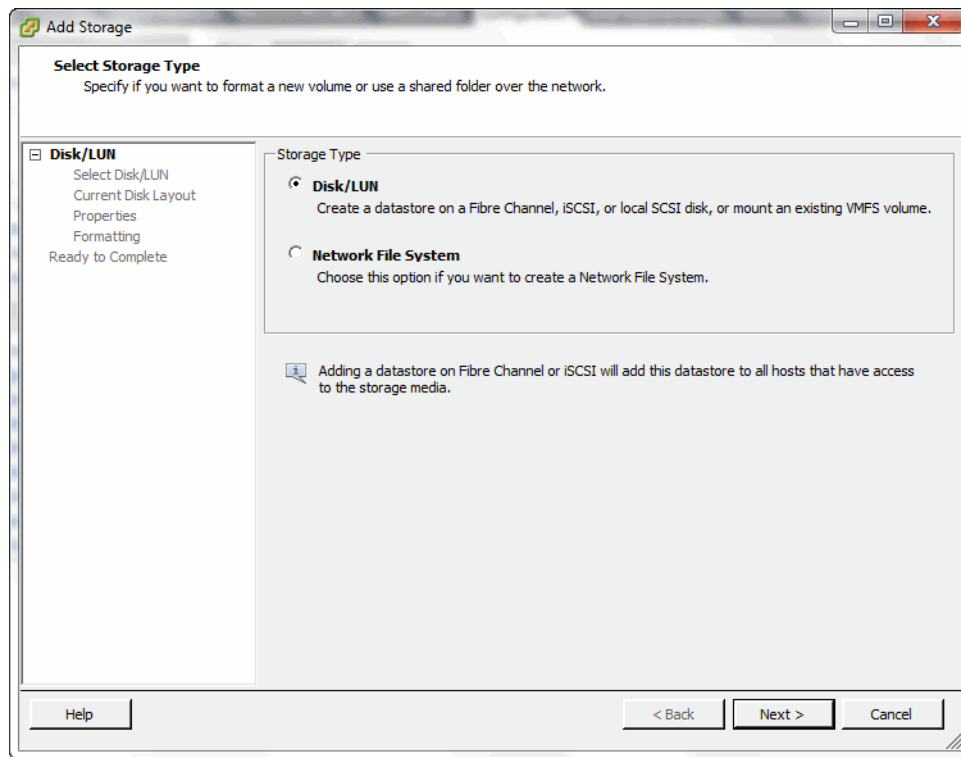 Add Storage
Select Storage Type
Specify if you want to format a new volume or use a shared folder over the network.
Disk/LUN
Select Disk/LUN
Current Disk Layout
Properties
Formatting
Ready to Complete
Storage Type
Disk/LUN
Create a datastore on a Fibre Channel, iSCSI, or local SCSI disk, or mount an existing VMFS volume.
Network File System
Choose this option if you want to create a Network File System.
Adding a datastore on Fibre Channel or iSCSI will add this datastore to all hosts that have access
to the storage media.
Help
< Back
Next >
Cancel